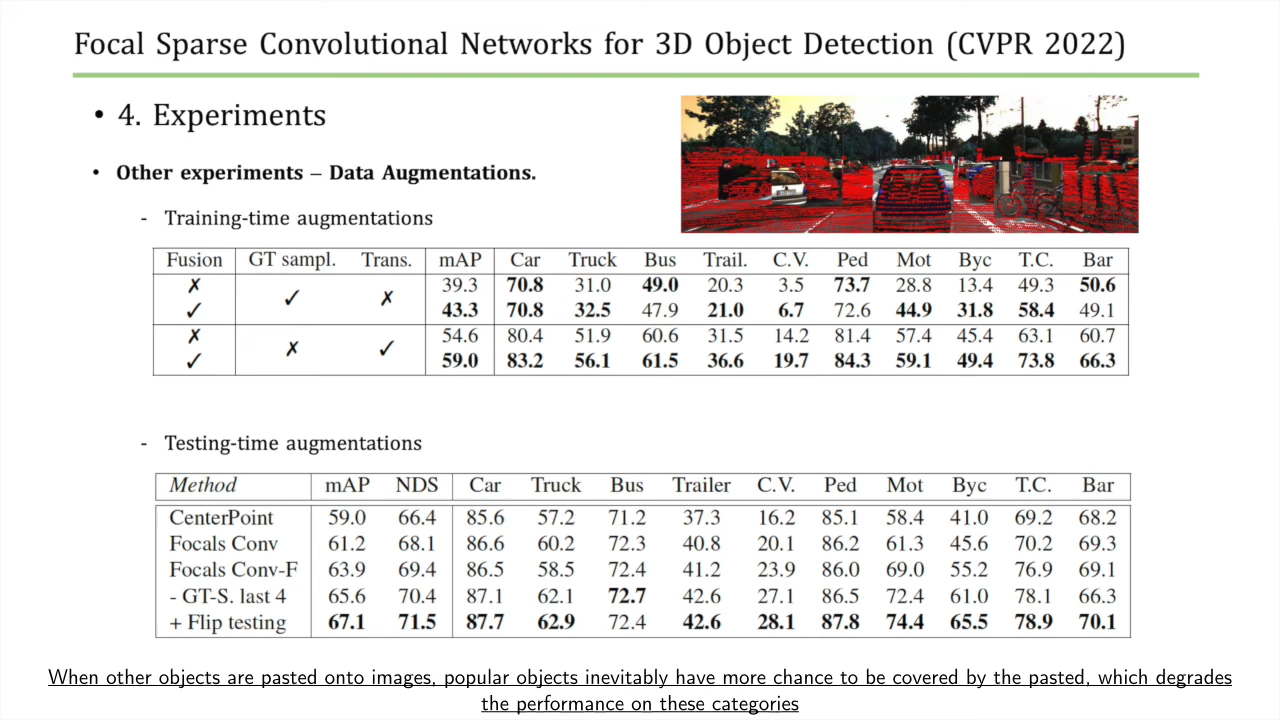 Focal Sparse Convolutional Networks for 3D Object Detection (CVPR 2022)
• 4. Experiments
• Other experiments – Data Augmentations.
- Training-time augmentations
Fusion GT sampl. Trans. mAP Car Truck Bus Trail. C.V. Ped Mot Byc T.C. Bar
✗ 39.3 70.8 31.0 49.0 20.3 3.5 73.7 28.8 13.4 49.3 50.6
✓ ✗
✓ 43.3 70.8 32.5 47.9 21.0 6.7 72.6 44.9 31.8 58.4 49.1
✗ 54.6 80.4 51.9 60.6 31.5 14.2 81.4 57.4 45.4 63.1 60.7
✗ ✓
✓ 59.0 83.2 56.1 61.5 36.6 19.7 84.3 59.1 49.4 73.8 66.3
- Testing-time augmentations
Method mAP NDS Car Truck Bus Trailer C.V. Ped Mot Byc T.C. Bar
CenterPoint 59.0 66.4 85.6 57.2 71.2 37.3 16.2 85.1 58.4 41.0 69.2 68.2
Focals Conv 61.2 68.1 86.6 60.2 72.3 40.8 20.1 86.2 61.3 45.6 70.2 69.3
Focals Conv-F 63.9 69.4 86.5 58.5 72.4 41.2 23.9 86.0 69.0 55.2 76.9 69.1
- GT-S. last 4 65.6 70.4 87.1 62.1 72.7 42.6 27.1 86.5 72.4 61.0 78.1 66.3
+ Flip testing 67.1 71.5 87.7 62.9 72.4 42.6 28.1 87.8 74.4 65.5 78.9 70.1
When other objects are pasted onto images, popular objects inevitably have more chance to be covered by the pasted, which degrades
the performance on these categories